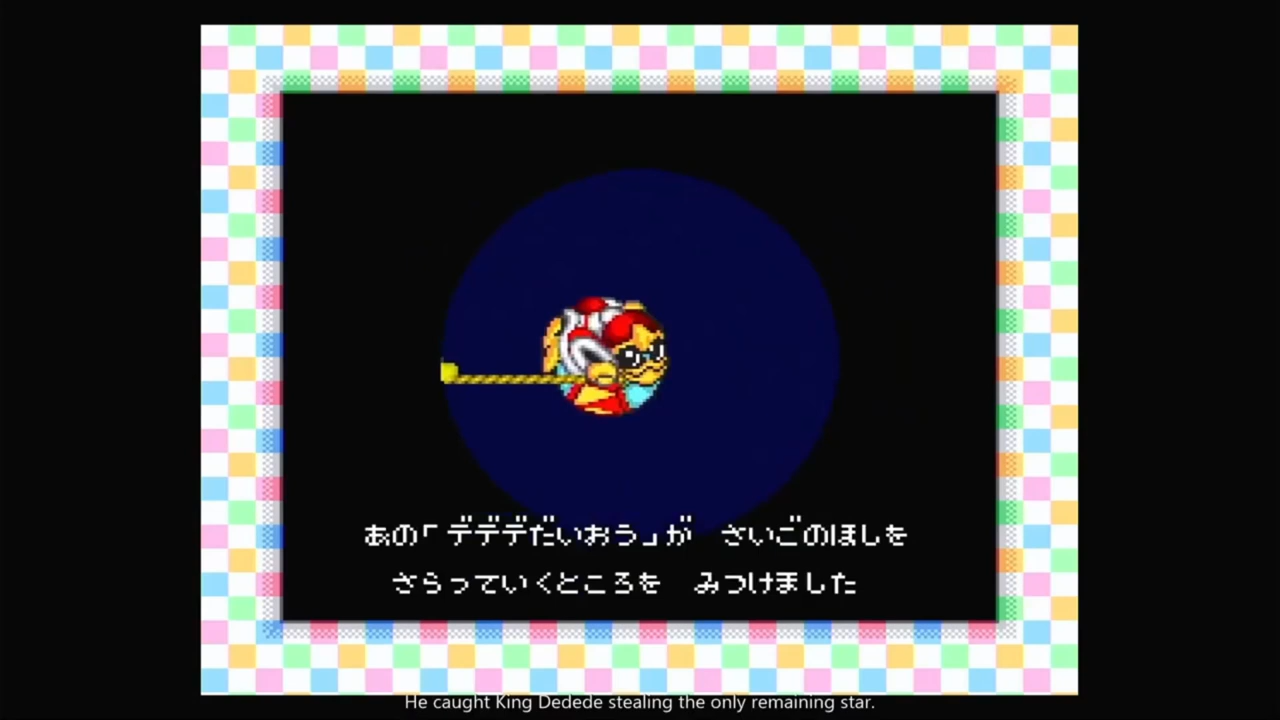 あの「デデデだいおう」が　さいごのほしを
さらっていくところを　みつけました
He caught King Dedede stealing the only remaining star.